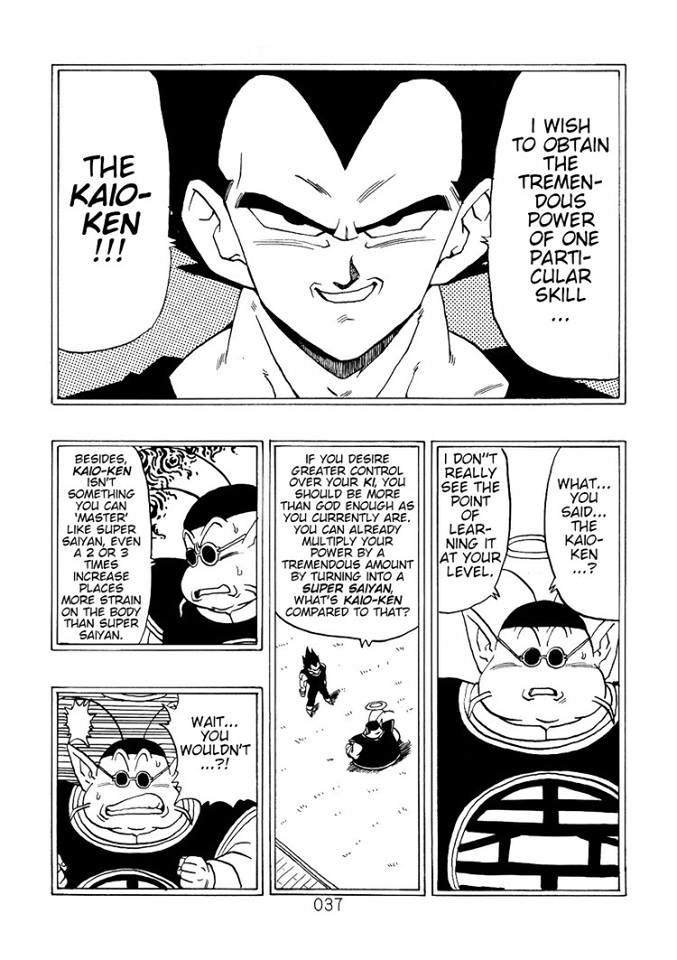 I WISH
TO OBTAIN
THE
TREMEN-
DOUS
POWER
OF ONE
PARTI-
CULAR
SKILL
...
THE
KAIO-
KEN
!!!
WHAT...
YOU
SAID...
THE
KAIO-
KEN
...?
I DON"T
REALLY
SEE THE
POINT
OF
LEAR-
NING IT
AT YOUR
LEVEL.
IF YOU DESIRE
GREATER CONTROL
OVER YOUR KI, YOU
SHOULD BE MORE
THAN GOD ENOUGH AS
YOU CURRENTLY ARE.
YOU CAN ALREADY
MULTIPLY YOUR
POWER BY A
TREMENDOUS AMOUNT
BY TURNING INTO A
SUPER SAIYAN,
WHAT'S KAIO-KEN
COMPARED TO THAT?
BESIDES,
KAIO-KEN
ISN'T
SOMETHING
YOU CAN
'MASTER'
LIKE SUPER
SAIYAN, EVEN
A 2 OR 3
TIMES
INCREASE
PLACES
MORE STRAIN
ON THE BODY
THAN SUPER
SAIYAN.
WAIT...
YOU
WOULDN'T
...?!
037